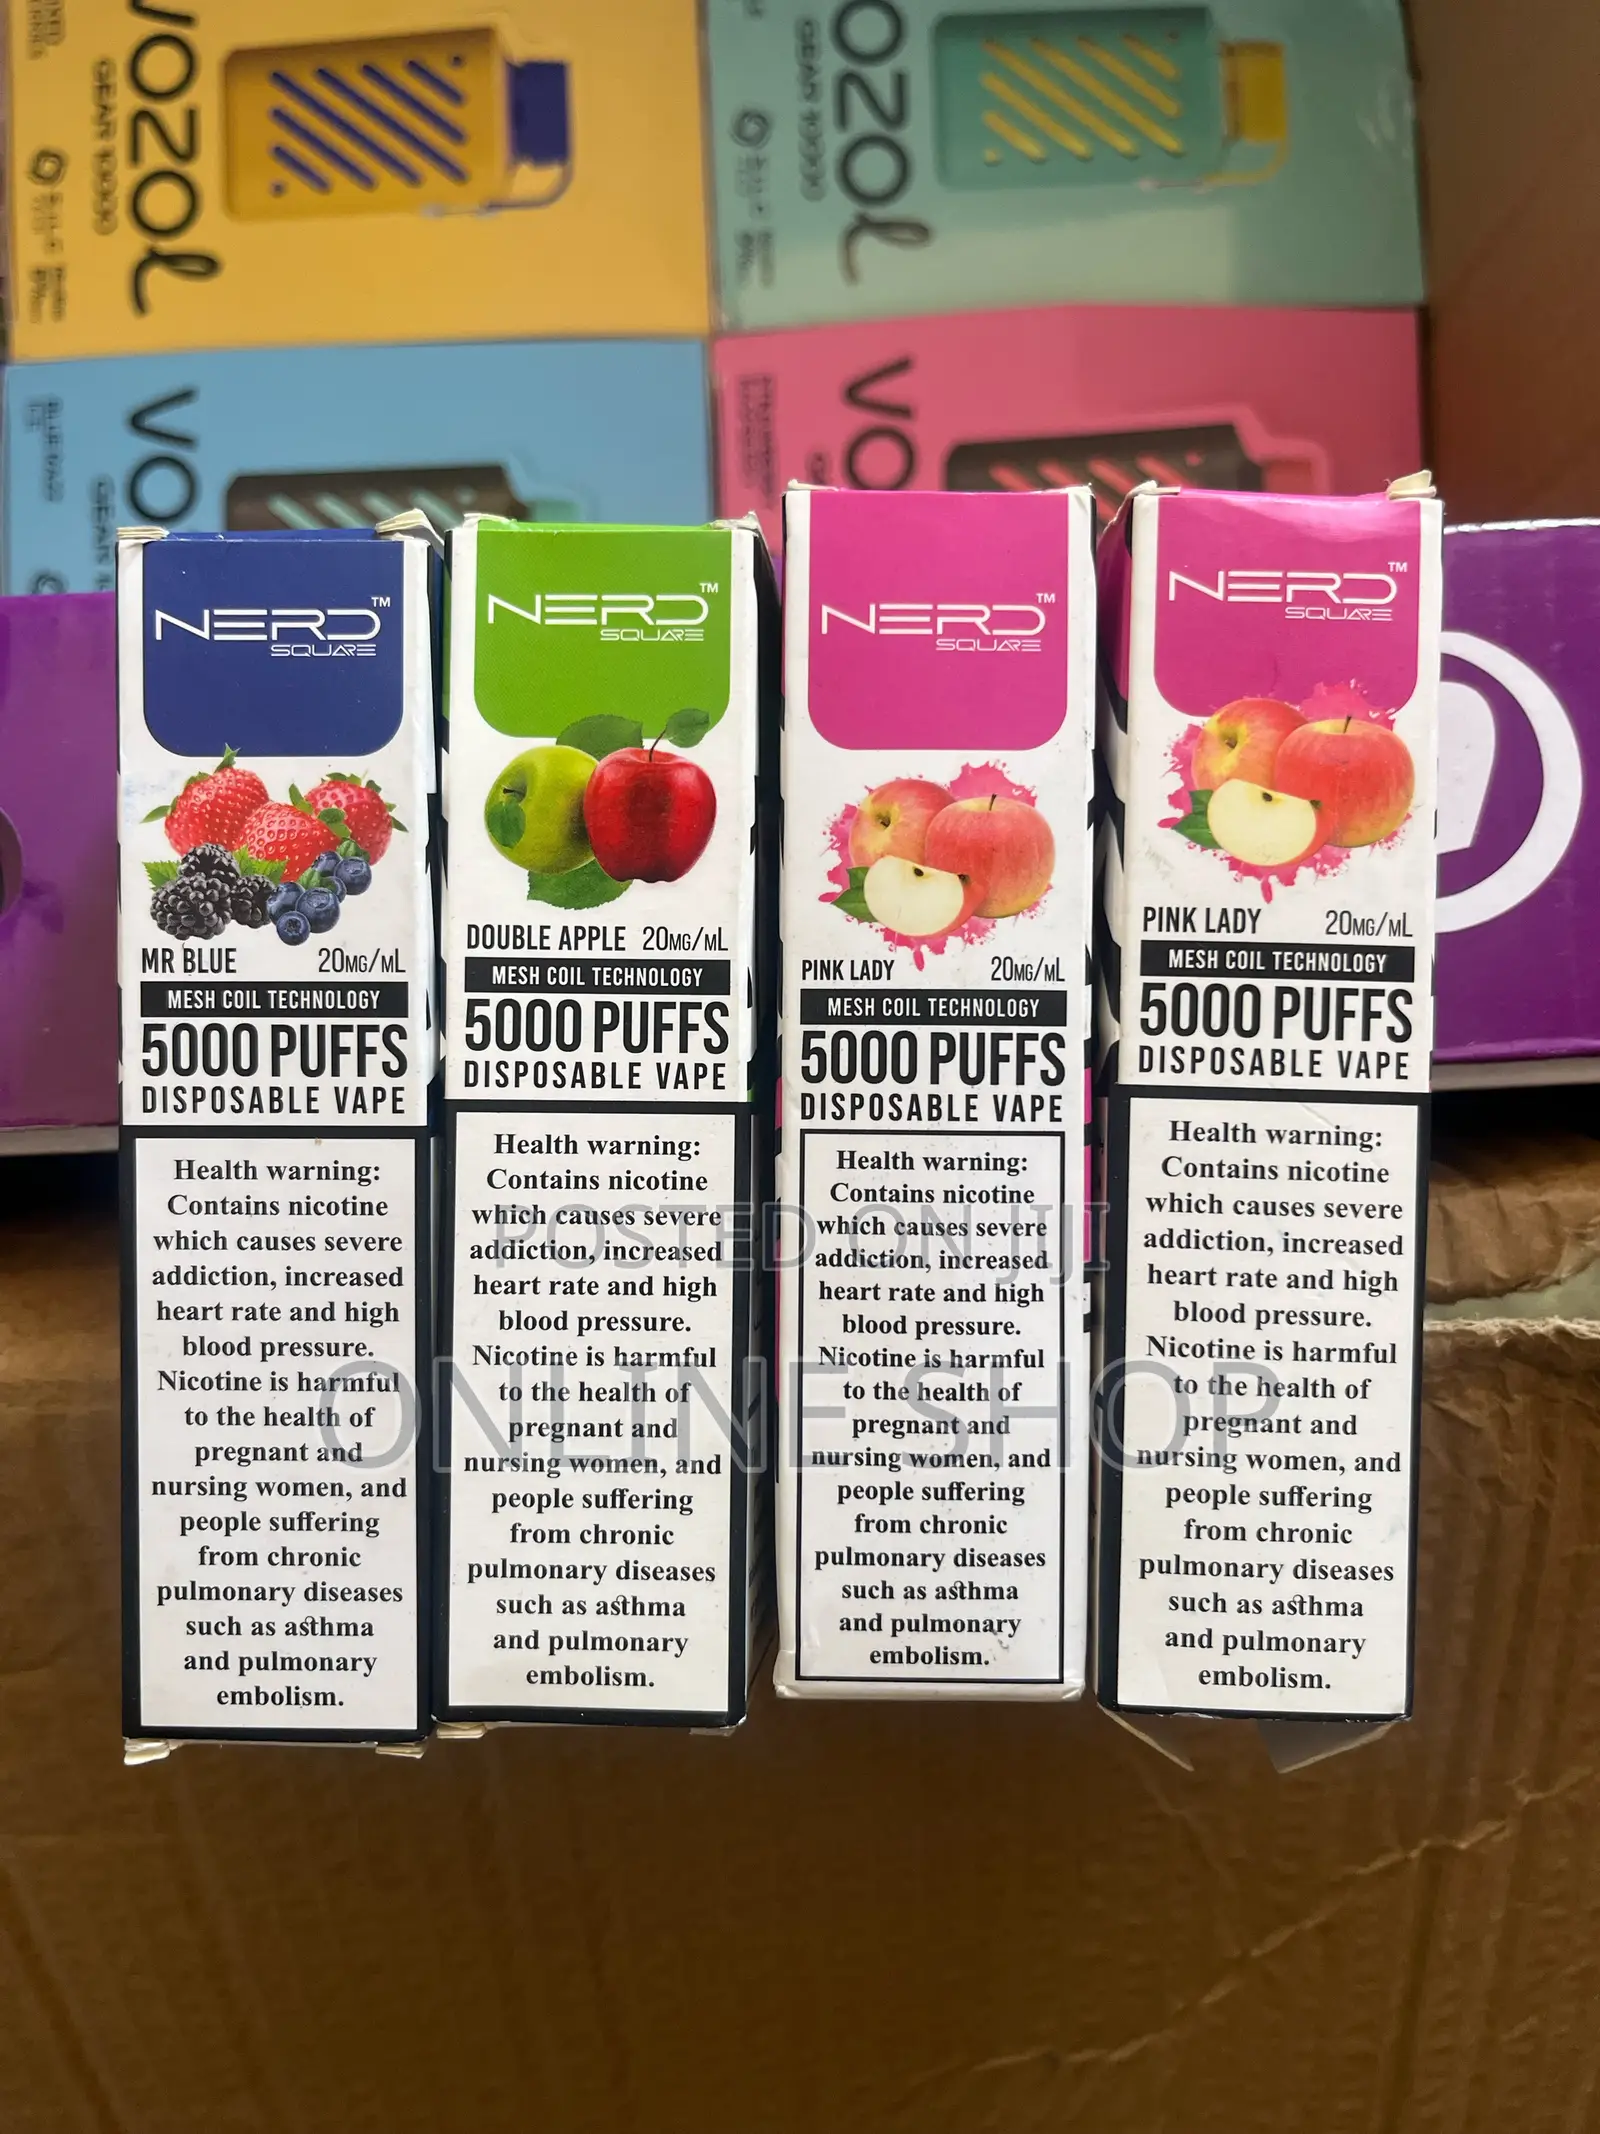 VOZOL
GEAR 10000
VOZOL
GEAR 10000
VO
GEAR 1
VO
NERD™
SQUARE
MR BLUE 20MG/ML
MESH COIL TECHNOLOGY
5000 PUFFS
DISPOSABLE VAPE
Health warning:
Contains nicotine
which causes severe
addiction, increased
heart rate and high
blood pressure.
Nicotine is harmful
to the health of
pregnant and
nursing women, and
people suffering
from chronic
pulmonary diseases
such as asthma
and pulmonary
embolism.
NERD™
SQUARE
DOUBLE APPLE 20MG/ML
MESH COIL TECHNOLOGY
5000 PUFFS
DISPOSABLE VAPE
Health warning:
Contains nicotine
which causes severe
addiction, increased
heart rate and high
blood pressure.
Nicotine is harmful
to the health of
pregnant and
nursing women, and
people suffering
from chronic
pulmonary diseases
such as asthma
and pulmonary
embolism.
NERD™
SQUARE
PINK LADY 20MG/ML
MESH COIL TECHNOLOGY
5000 PUFFS
DISPOSABLE VAPE
Health warning:
Contains nicotine
which causes severe
addiction, increased
heart rate and high
blood pressure.
Nicotine is harmful
to the health of
pregnant and
nursing women, and
people suffering
from chronic
pulmonary diseases
such as asthma
and pulmonary
embolism.
NERD™
SQUARE
PINK LADY 20MG/ML
MESH COIL TECHNOLOGY
5000 PUFFS
DISPOSABLE VAPE
Health warning:
Contains nicotine
which causes severe
addiction, increased
heart rate and high
blood pressure.
Nicotine is harmful
to the health of
pregnant and
nursing women, and
people suffering
from chronic
pulmonary diseases
such as asthma
and pulmonary
embolism.
POSTED ON JIJI
ONLINE SHOP